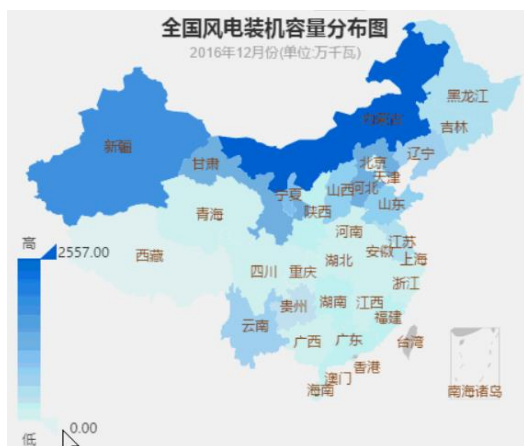 全国风电装机容量分布图
2016年12月份(单位:万千瓦)
黑龙江
内蒙古
吉林
新疆
辽宁
甘肃
北京
天津
宁夏
山西
河北
陕西
山东
青海
河南
江苏
西藏
安徽
上海
四川
重庆
湖北
浙江
贵州
湖南
江西
云南
福建
广西
广东
台湾
香港
澳门
海南
南海诸岛
高
2557.00
0.00
低